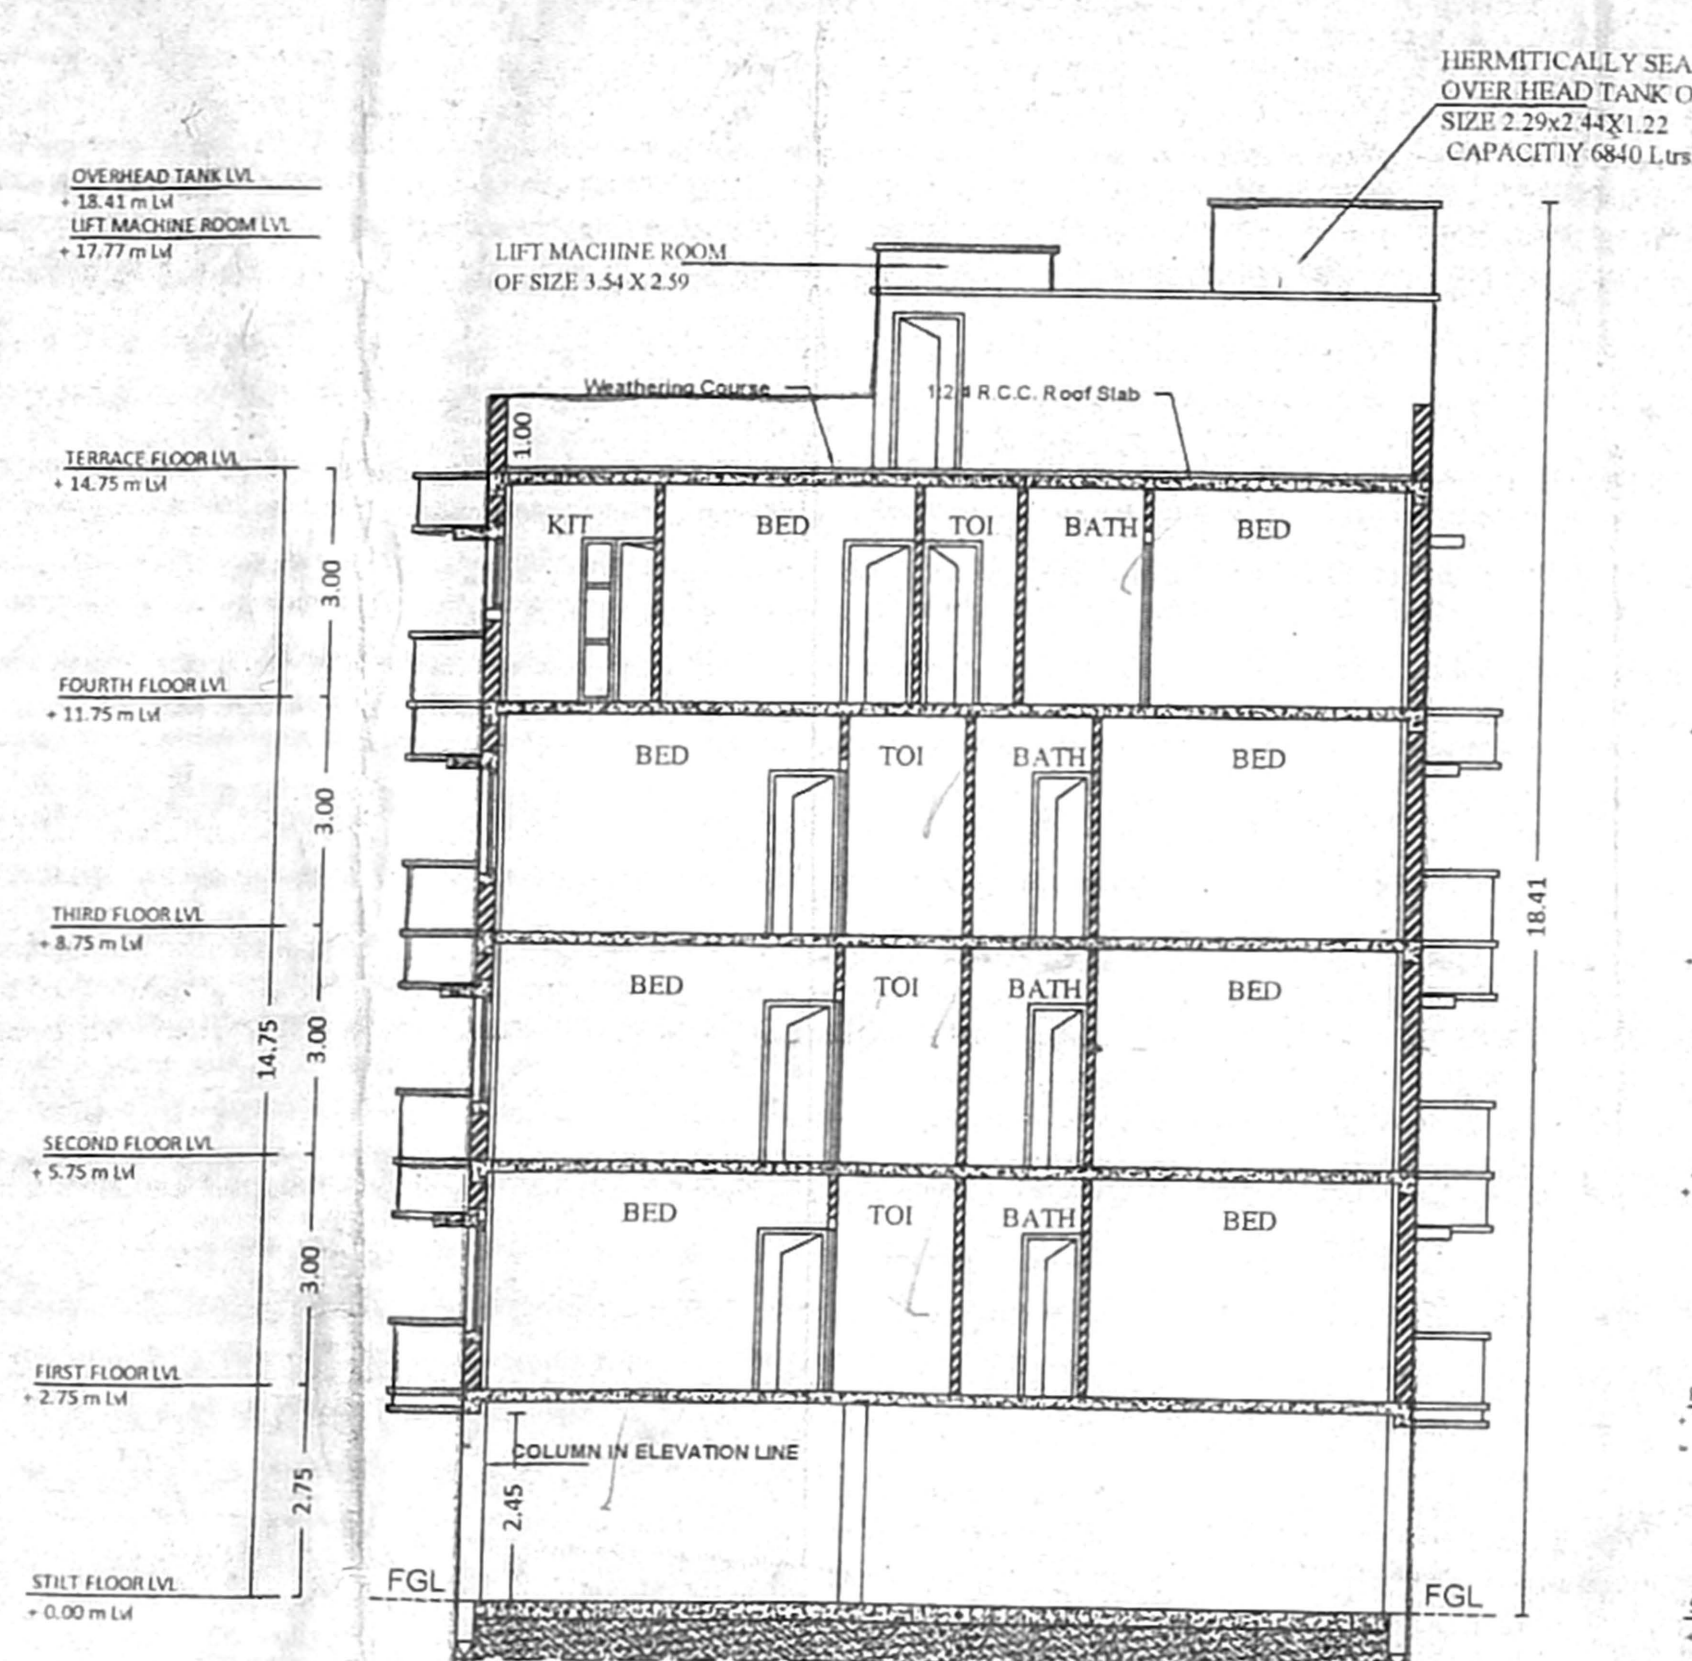 HERMITICALLY SEA
OVER HEAD TANK O
SIZE 2.29x2.44X1.22
CAPACITIY 6840 Ltrs
OVERHEAD TANK LVL
+ 18.41 m Lvl
LIFT MACHINE ROOM LVL
+ 17.77 m Lvl
LIFT MACHINE ROOM
OF SIZE 3.54 X 2.59
Weathering Course
1:2:4 R.C.C. Roof Slab
1.00
TERRACE FLOOR LVL
+ 14.75 m Lvl
KIT BED TOI BATH BED
3.00
FOURTH FLOOR LVL
+ 11.75 m Lvl
BED TOI BATH BED
3.00
18.41
THIRD FLOOR LVL
+ 8.75 m Lvl
BED TOI BATH BED
14.75
3.00
SECOND FLOOR LVL
+ 5.75 m Lvl
BED TOI BATH BED
3.00
FIRST FLOOR LVL
+ 2.75 m Lvl
COLUMN IN ELEVATION LINE
2.75
2.45
STILT FLOOR LVL
+ 0.00 m Lvl
FGL
FGL